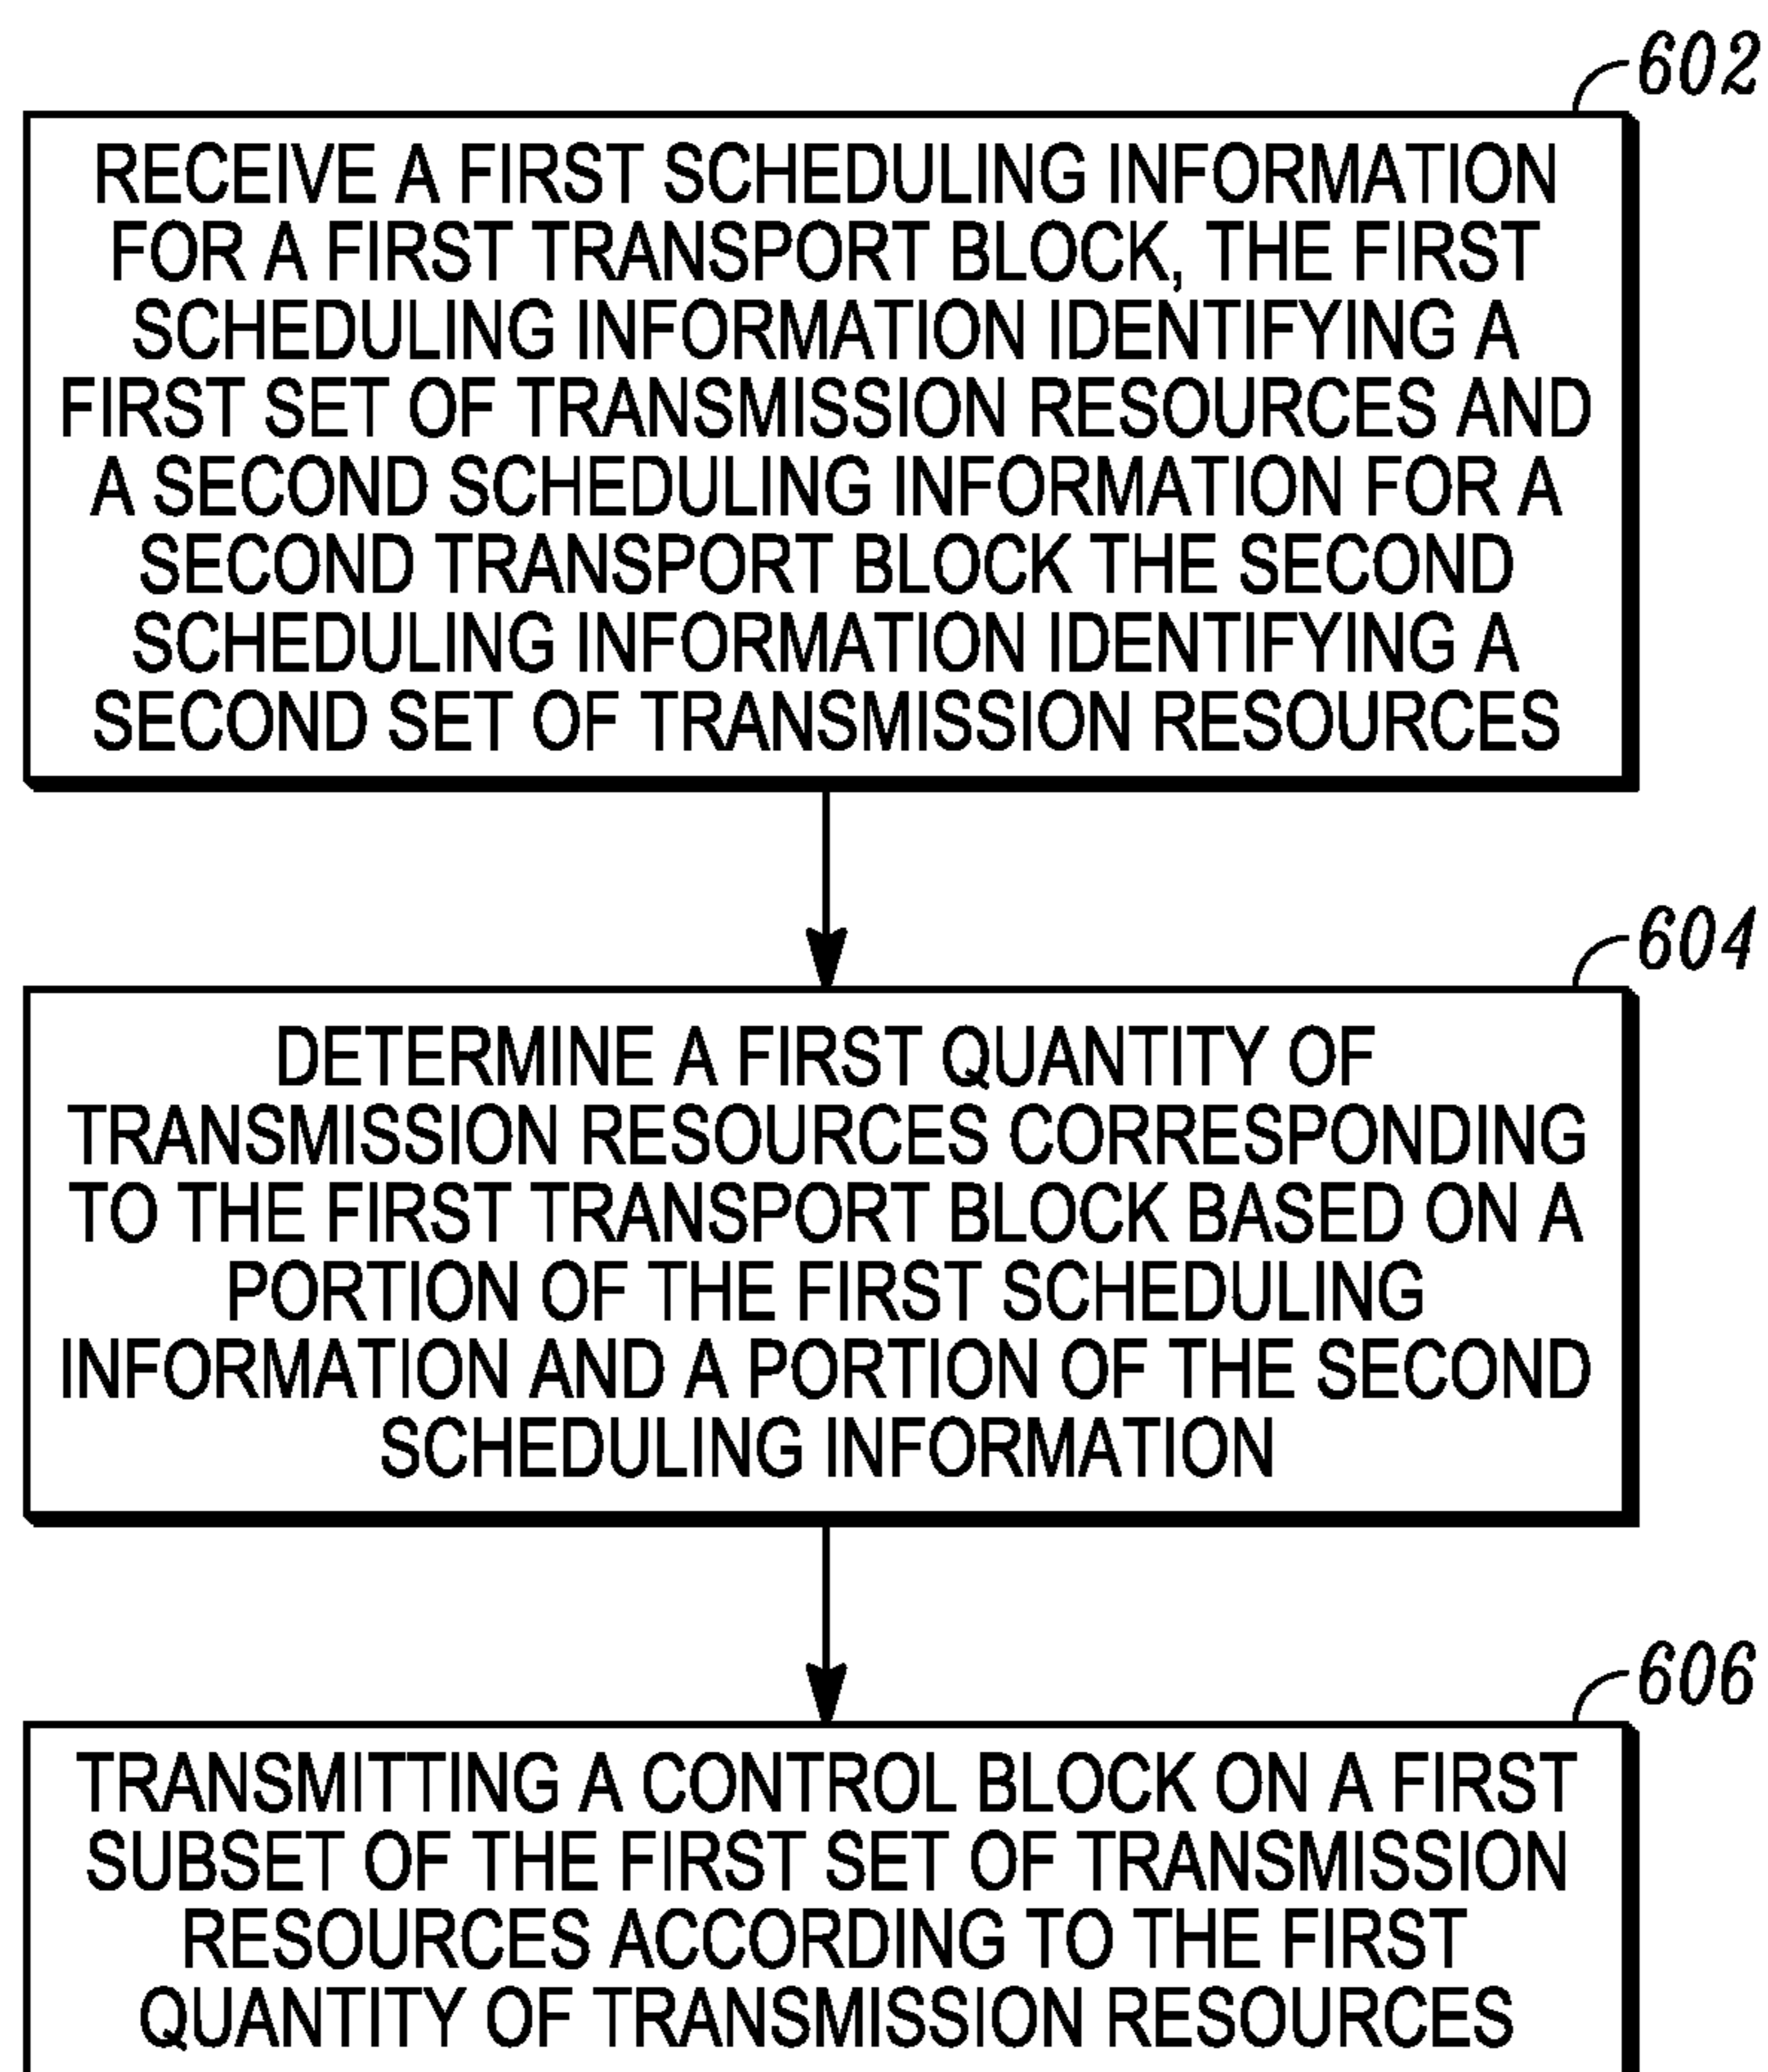 602
RECEIVE A FIRST SCHEDULING INFORMATION
FOR A FIRST TRANSPORT BLOCK, THE FIRST
SCHEDULING INFORMATION IDENTIFYING A
FIRST SET OF TRANSMISSION RESOURCES AND
A SECOND SCHEDULING INFORMATION FOR A
SECOND TRANSPORT BLOCK THE SECOND
SCHEDULING INFORMATION IDENTIFYING A
SECOND SET OF TRANSMISSION RESOURCES
604
DETERMINE A FIRST QUANTITY OF
TRANSMISSION RESOURCES CORRESPONDING
TO THE FIRST TRANSPORT BLOCK BASED ON A
PORTION OF THE FIRST SCHEDULING
INFORMATION AND A PORTION OF THE SECOND
SCHEDULING INFORMATION
606
TRANSMITTING A CONTROL BLOCK ON A FIRST
SUBSET OF THE FIRST SET OF TRANSMISSION
RESOURCES ACCORDING TO THE FIRST
QUANTITY OF TRANSMISSION RESOURCES